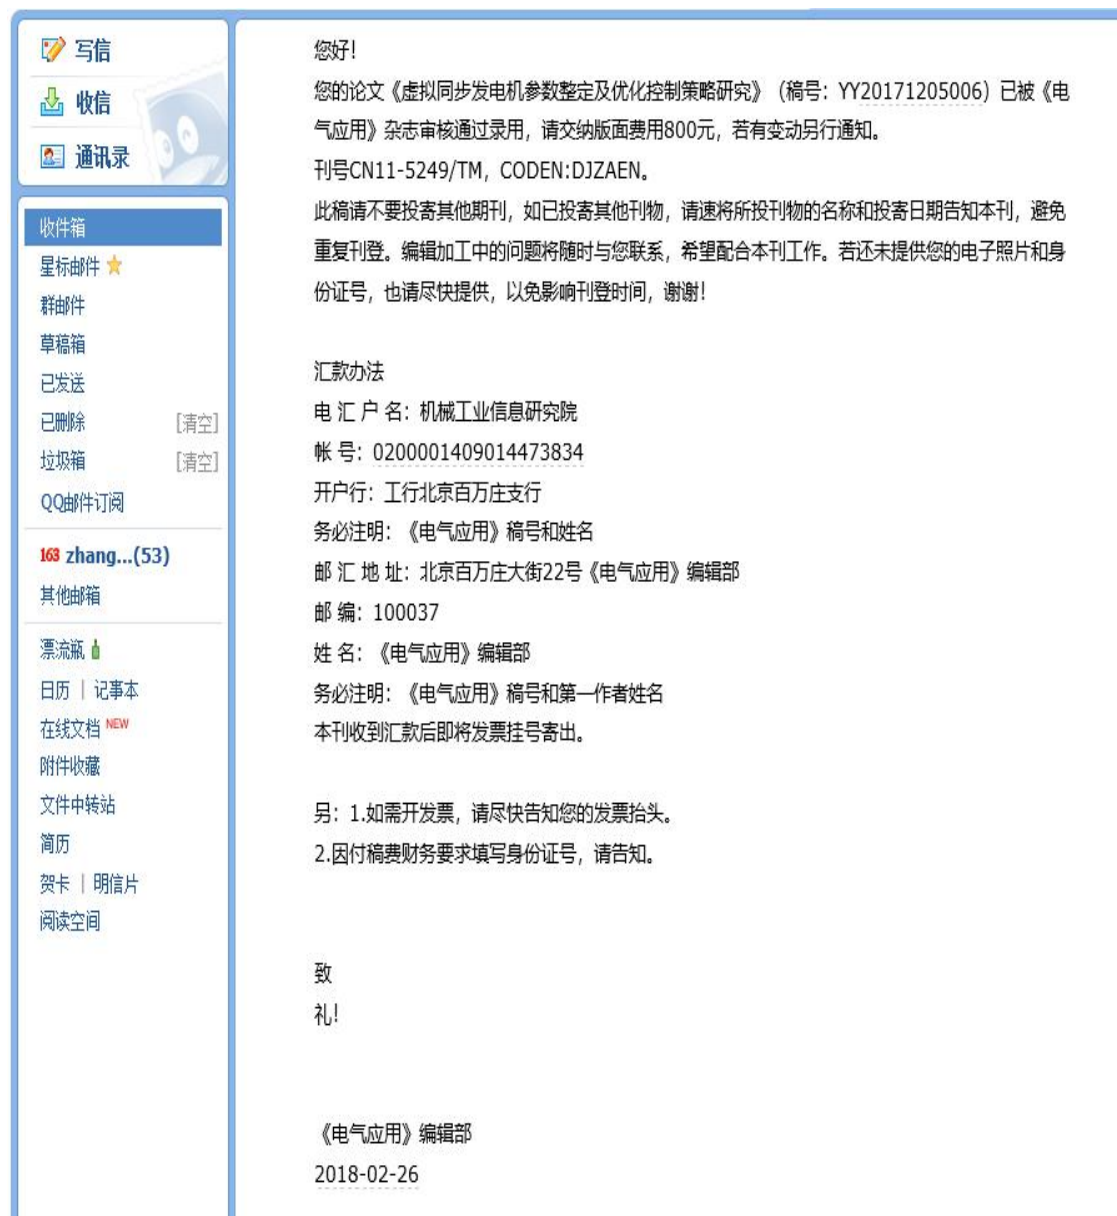 写信
收信
通讯录
收件箱
星标邮件
群邮件
草稿箱
已发送
已删除 [清空]
垃圾箱 [清空]
QQ邮件订阅
163 zhang...(53)
其他邮箱
漂流瓶
日历 | 记事本
在线文档 NEW
附件收藏
文件中转站
简历
贺卡 | 明信片
阅读空间
您好!
您的论文《虚拟同步发电机参数整定及优化控制策略研究》（稿号：YY20171205006）已被《电
气应用》杂志审核通过录用，请交纳版面费用800元，若有变动另行通知。
刊号CN11-5249/TM，CODEN:DJZAEN。
此稿请不要投寄其他期刊，如已投寄其他刊物，请速将所投刊物的名称和投寄日期告知本刊，避免
重复刊登。编辑加工中的问题将随时与您联系，希望配合本刊工作。若还未提供您的电子照片和身
份证号，也请尽快提供，以免影响刊登时间，谢谢!
汇款办法
电 汇 户 名：机械工业信息研究院
帐 号：0200001409014473834
开户行：工行北京百万庄支行
务必注明：《电气应用》稿号和姓名
邮 汇 地 址：北京百万庄大街22号《电气应用》编辑部
邮 编：100037
姓 名：《电气应用》编辑部
务必注明：《电气应用》稿号和第一作者姓名
本刊收到汇款后即将发票挂号寄出。
另：1.如需开发票，请尽快告知您的发票抬头。
2.因付稿费财务要求填写身份证号，请告知。
致
礼!
《电气应用》编辑部
2018-02-26